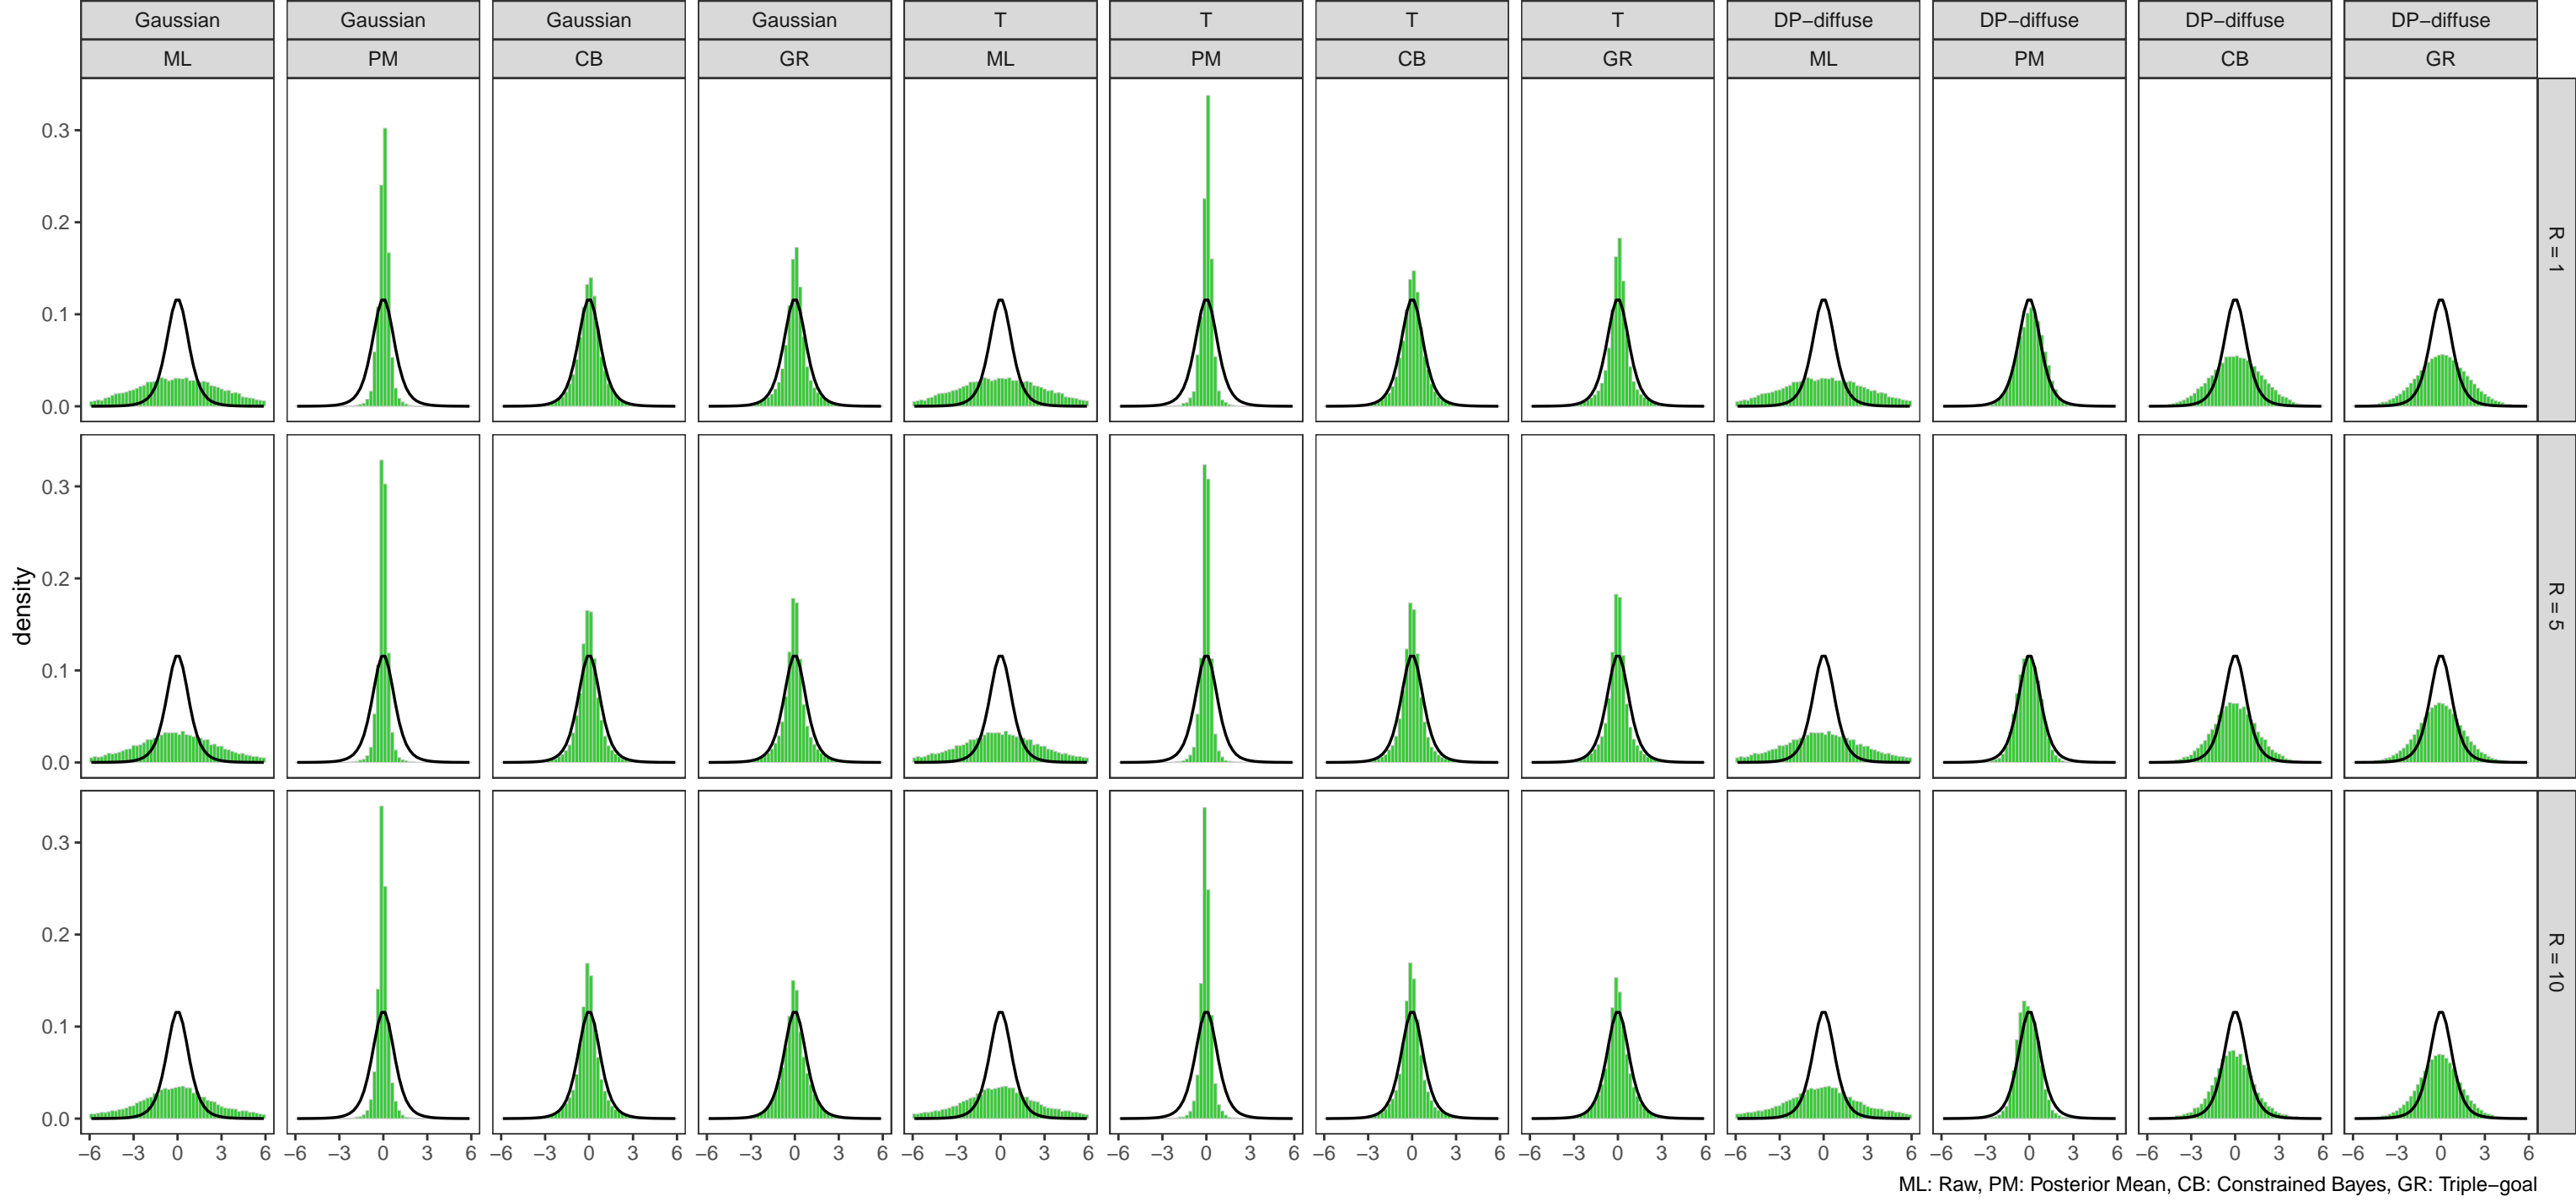 Gaussian Gaussian Gaussian Gaussian T T T T DP−diffuse DP−diffuse DP−diffuse DP−diffuse
ML PM CB GR ML PM CB GR ML PM CB GR
0.3
0.2
0.1
0.0
R = 1
0.3
0.2
0.1
0.0
R = 5
density
0.3
0.2
0.1
0.0
R = 10
−6 −3 0 3 6 −6 −3 0 3 6 −6 −3 0 3 6 −6 −3 0 3 6 −6 −3 0 3 6 −6 −3 0 3 6 −6 −3 0 3 6 −6 −3 0 3 6 −6 −3 0 3 6 −6 −3 0 3 6 −6 −3 0 3 6 −6 −3 0 3 6
ML: Raw, PM: Posterior Mean, CB: Constrained Bayes, GR: Triple−goal